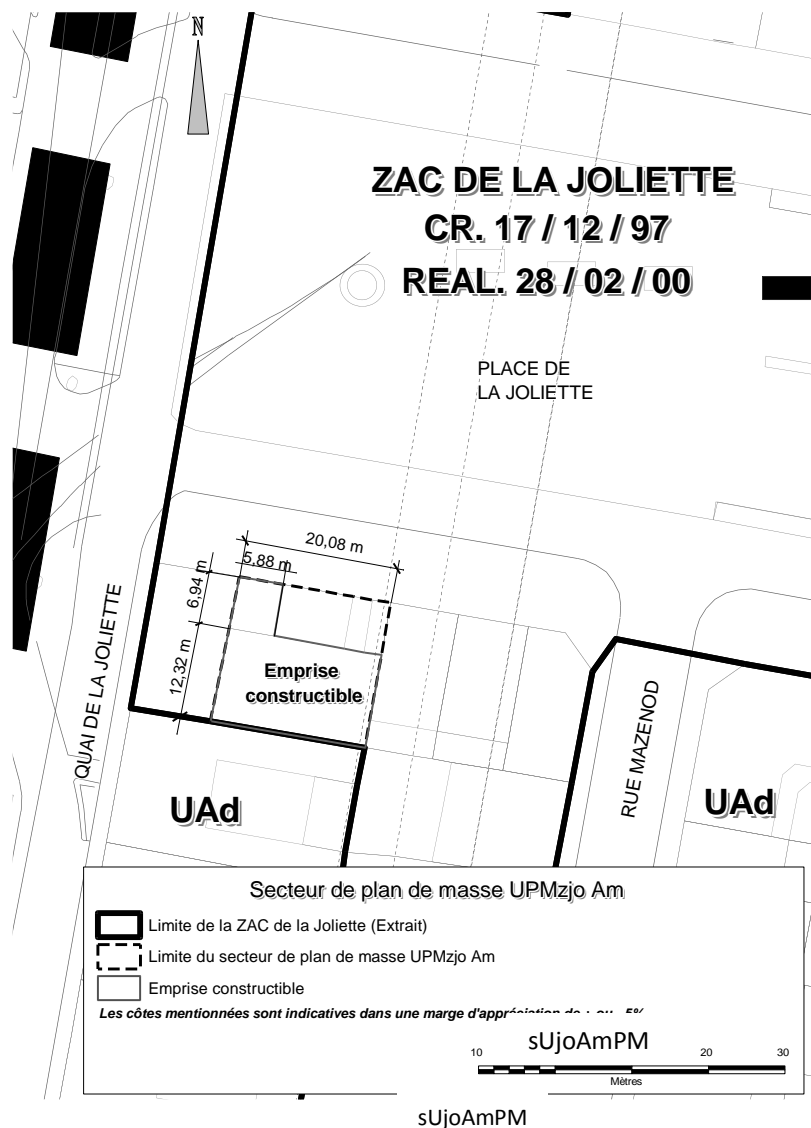 N
ZAC DE LA JOLIETTE
CR. 17 / 12 / 97
REAL. 28 / 02 / 00
PLACE DE
LA JOLIETTE
20,08 m
5,88 m
6,94 m
12,32 m
Emprise
constructible
QUAI DE LA JOLIETTE
RUE MAZENOD
UAd
UAd
Secteur de plan de masse UPMzjo Am
Limite de la ZAC de la Joliette (Extrait)
Limite du secteur de plan de masse UPMzjo Am
Emprise constructible
Les côtes mentionnées sont indicatives dans une marge d'appréciation de + ou - 5%
sUjoAmPM
10 20 30
Mètres
sUjoAmPM